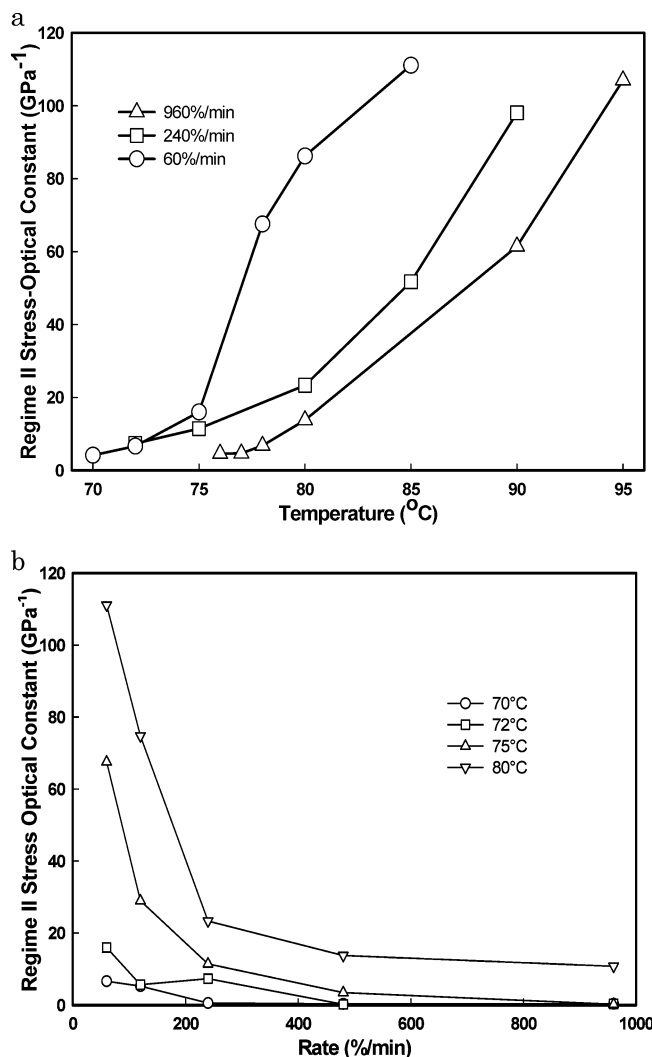 a
Regime II Stress-Optical Constant (GPa⁻¹)
120
100
80
60
40
20
0
960%/min
240%/min
60%/min
70 75 80 85 90 95
Temperature (°C)
b
Regime II Stress Optical Constant (GPa⁻¹)
120
100
80
60
40
20
0
70°C
72°C
75°C
80°C
0 200 400 600 800 1000
Rate (%/min)